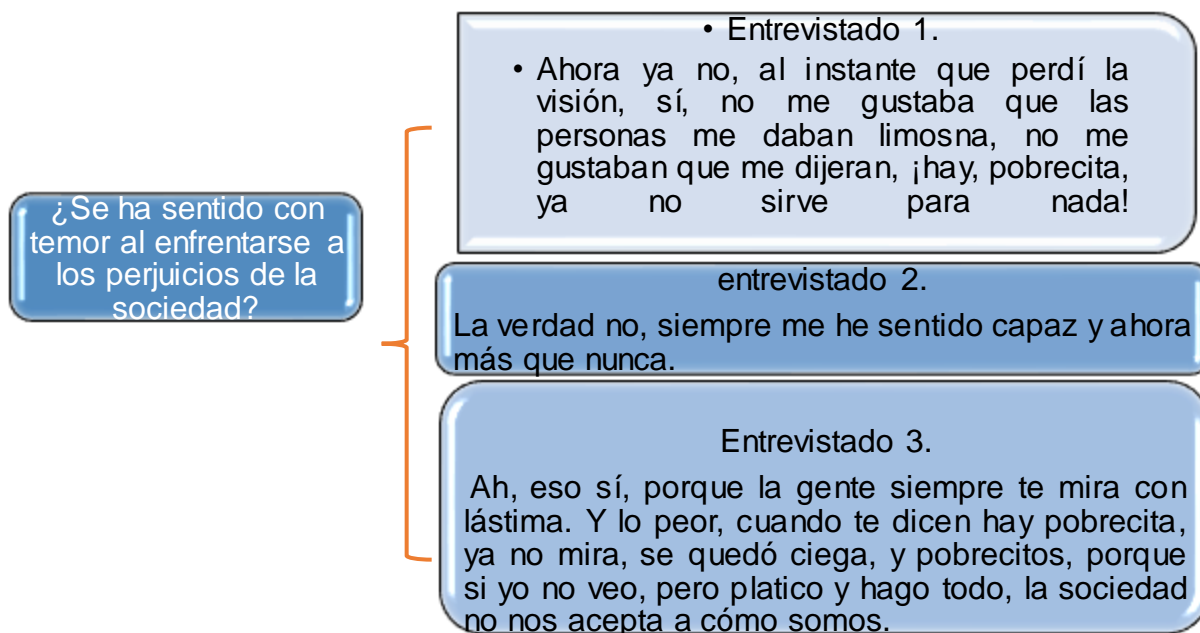 ¿Se ha sentido con
temor al enfrentarse a
los perjuicios de la
sociedad?
• Entrevistado 1.
• Ahora ya no, al instante que perdí la
visión, sí, no me gustaba que las
personas me daban limosna, no me
gustaban que me dijeran, ¡hay, pobrecita,
ya no sirve para nada!
entrevistado 2.
La verdad no, siempre me he sentido capaz y ahora
más que nunca.
Entrevistado 3.
Ah, eso sí, porque la gente siempre te mira con
lástima. Y lo peor, cuando te dicen hay pobrecita,
ya no mira, se quedó ciega, y pobrecitos, porque
si yo no veo, pero platico y hago todo, la sociedad
no nos acepta a cómo somos.